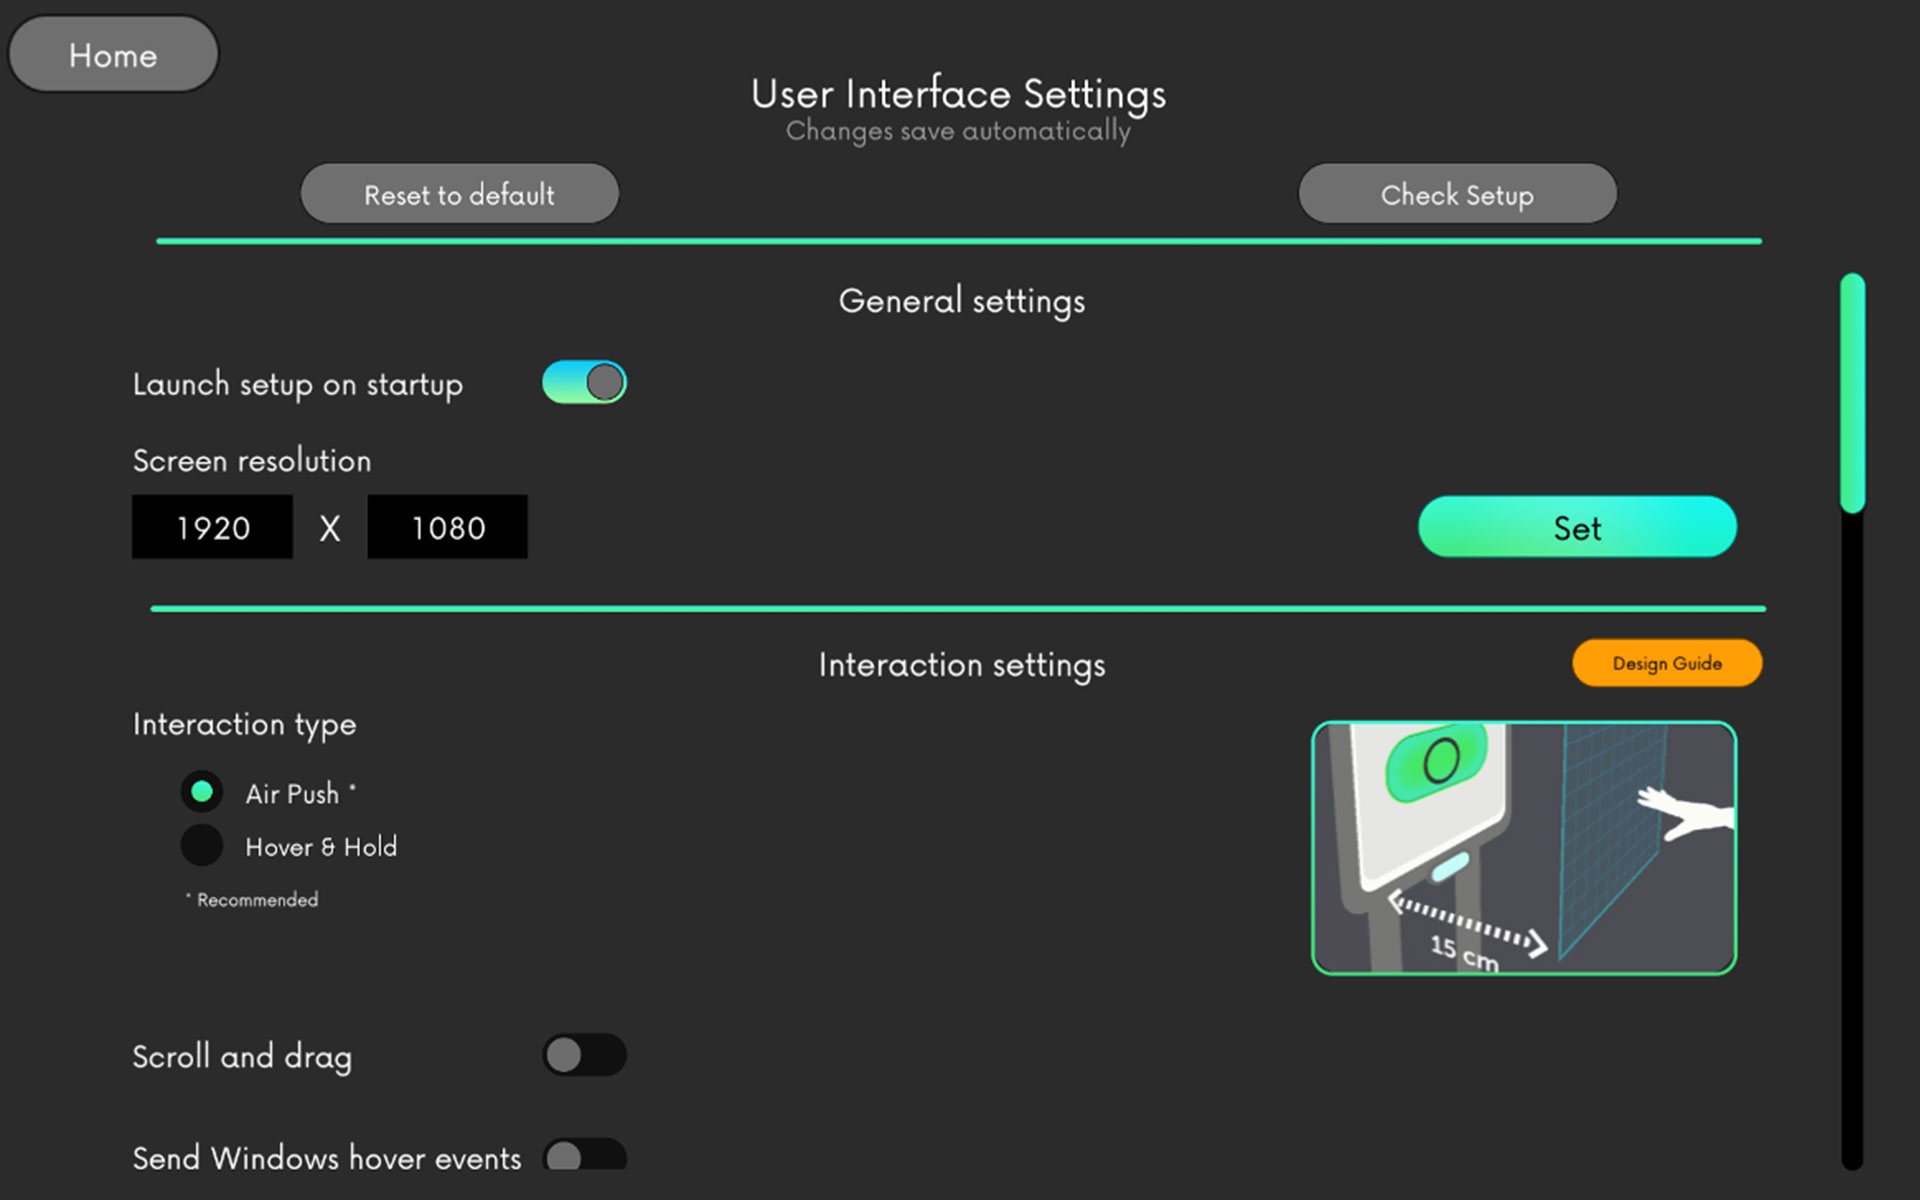 Home
User Interface Settings
Changes save automatically
Reset to default
Check Setup
General settings
Launch setup on startup
Screen resolution
1920 X 1080
Set
Interaction settings
Design Guide
Interaction type
Air Push *
Hover & Hold
* Recommended
15 cm
Scroll and drag
Send Windows hover events